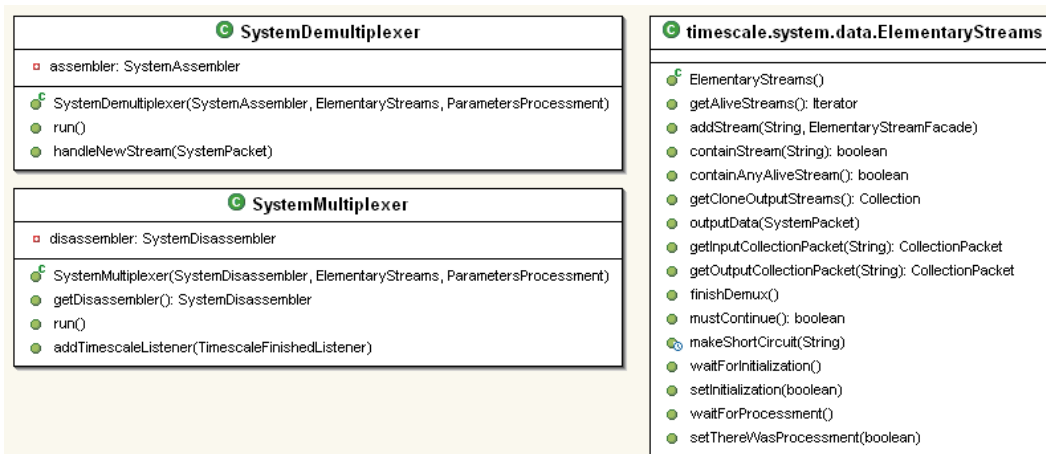 C SystemDemultiplexer
assembler: SystemAssembler
C SystemDemultiplexer(SystemAssembler, ElementaryStreams, ParametersProcessment)
run()
handleNewStream(SystemPacket)
C SystemMultiplexer
disassembler: SystemDisassembler
C SystemMultiplexer(SystemDisassembler, ElementaryStreams, ParametersProcessment)
getDisassembler(): SystemDisassembler
run()
addTimescaleListener(TimescaleFinishedListener)
C timescale.system.data.ElementaryStreams
C ElementaryStreams()
getAliveStreams(): Iterator
addStream(String, ElementaryStreamFacade)
containStream(String): boolean
containAnyAliveStream(): boolean
getCloneOutputStreams(): Collection
outputData(SystemPacket)
getInputCollectionPacket(String): CollectionPacket
getOutputCollectionPacket(String): CollectionPacket
finishDemux()
mustContinue(): boolean
makeShortCircuit(String)
waitForInitialization()
setInitialization(boolean)
waitForProcessment()
setThereWasProcessment(boolean)